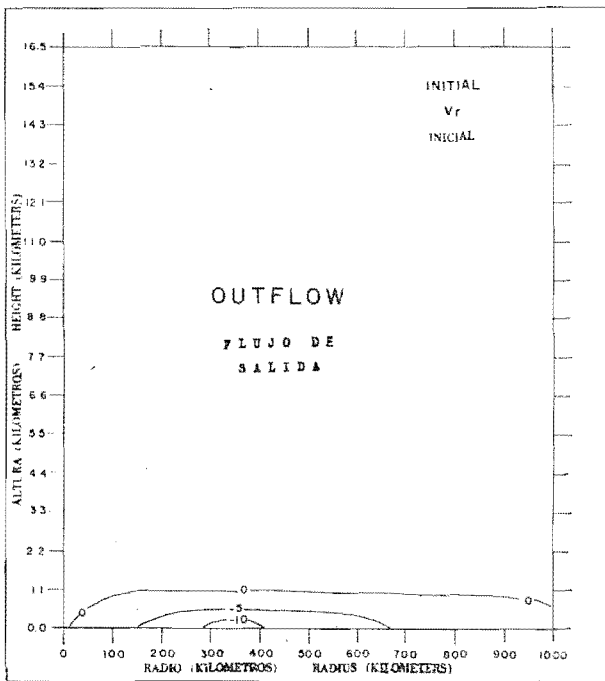 16.5
15.4
14.3
13.2
12.1
11.0
9.9
8.8
7.7
6.6
5.5
4.4
3.3
2.2
1.1
0.0
ALTURA (KILOMETROS) HEIGHT (KILOMETERS)
INITIAL
Vr
INICIAL
OUTFLOW
FLUJO DE
SALIDA
0
0
0
-5
-10
0 100 200 300 400 500 600 700 800 900 1000
RADIO (KILOMETROS) RADIUS (KILOMETERS)